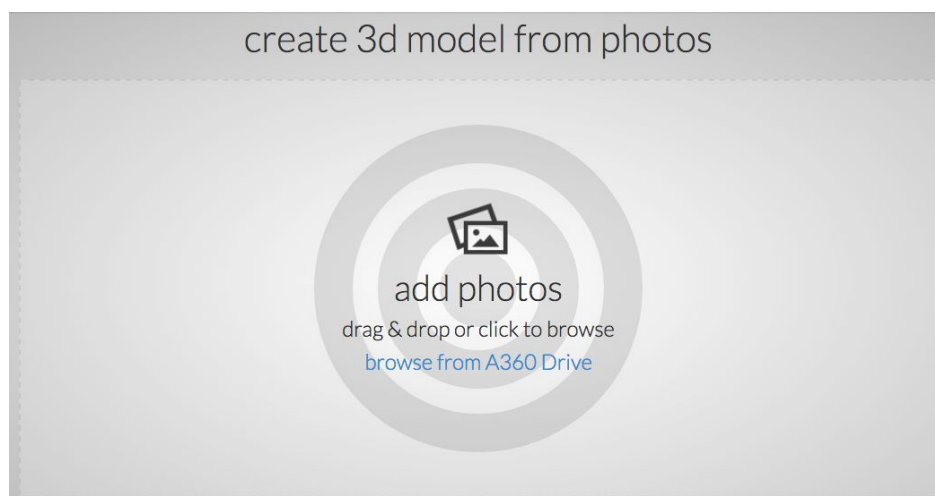 create 3d model from photos
add photos
drag & drop or click to browse
browse from A360 Drive